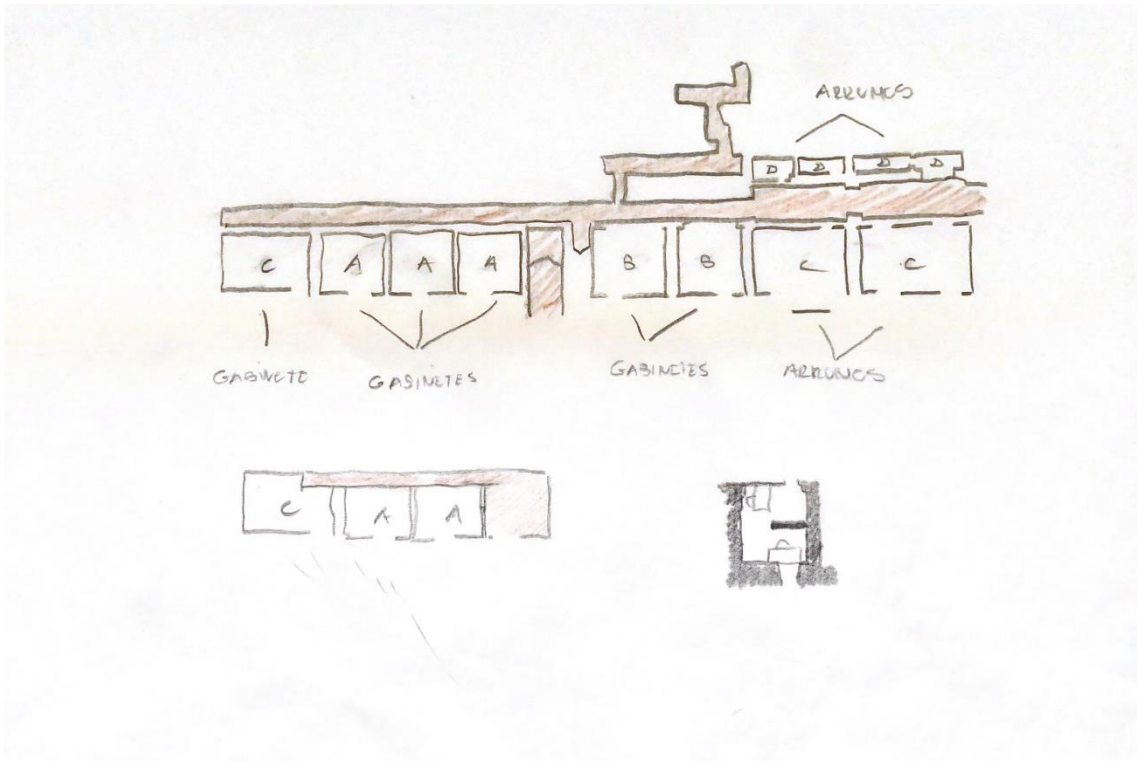 ARRUMOS
D D D D
C A A A B B C C
GABINETE GABINETES GABINETES ARRUMOS
C A A